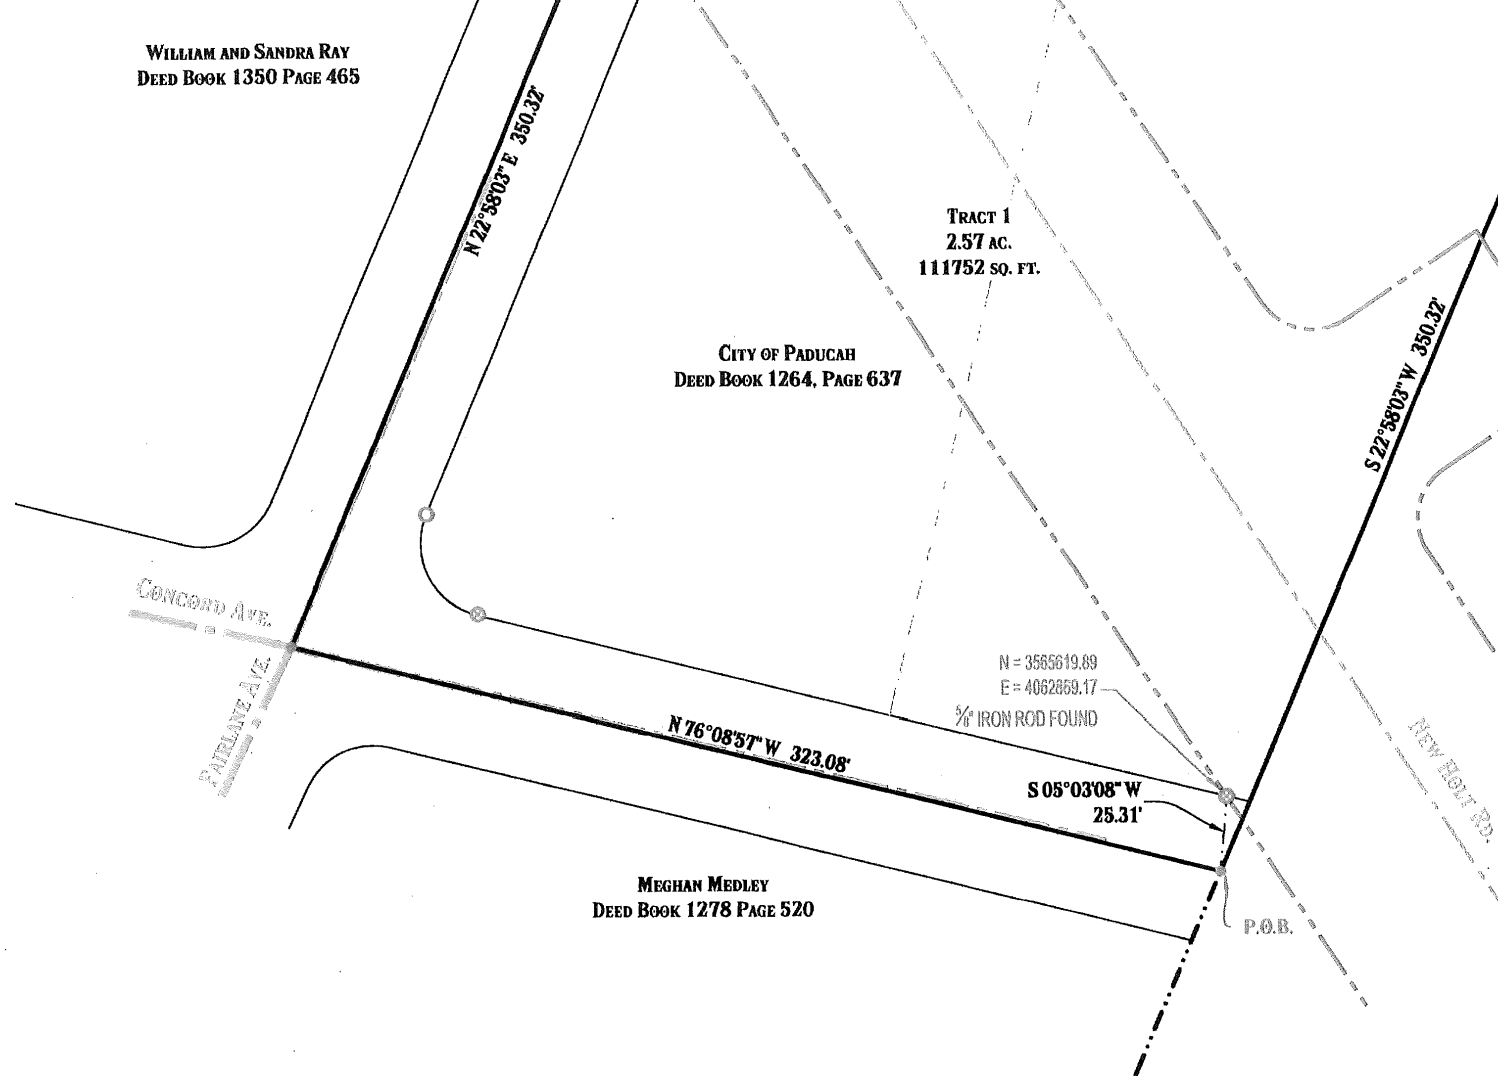 William and Sandra Ray
Deed Book 1350 Page 465
N 22°58'03" E 350.32'
Tract 1
2.57 ac.
111752 sq. ft.
City of Paducah
Deed Book 1264, Page 637
S 22°58'03" W 350.32'
Concord Ave.
Fairlane Ave.
N = 3565619.89
E = 4062859.17
5/8" IRON ROD FOUND
N 76°08'57" W 323.08'
New Holt Rd.
S 05°03'08" W
25.31'
Meghan Medley
Deed Book 1278 Page 520
P.O.B.